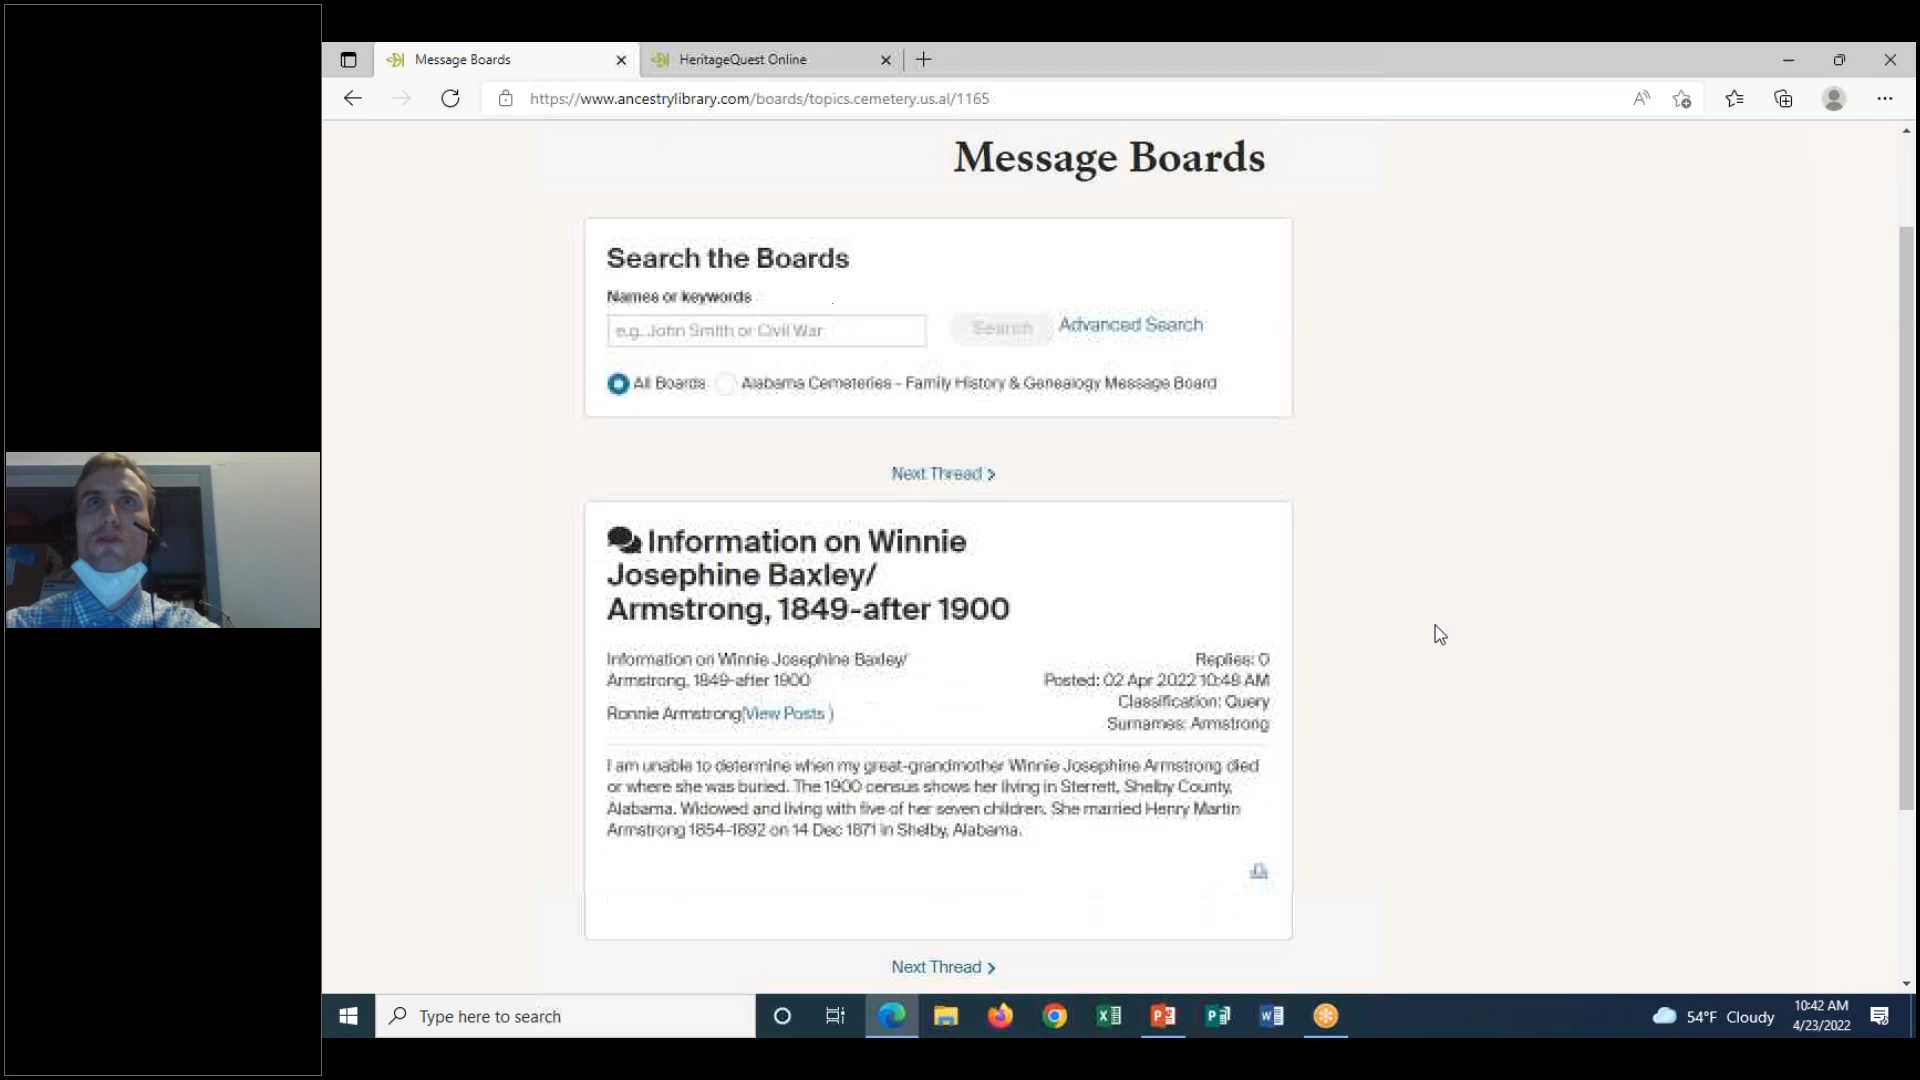 Message Boards
HeritageQuest Online
https://www.ancestrylibrary.com/boards/topics.cemetery.us.al/1165
Message Boards
Search the Boards
Names or keywords
e.g. John Smith or Civil War
Search
Advanced Search
All Boards
Alabama Cemeteries - Family History & Genealogy Message Board
Next Thread >
Information on Winnie
Josephine Baxley/
Armstrong, 1849-after 1900
Information on Winnie Josephine Baxley/
Armstrong, 1849-after 1900
Ronnie Armstrong(View Posts )
Replies: 0
Posted: 02 Apr 2022 10:48 AM
Classification: Query
Surnames: Armstrong
I am unable to determine when my great-grandmother Winnie Josephine Armstrong died
or where she was buried. The 1900 census shows her living in Sterrett, Shelby County,
Alabama. Widowed and living with five of her seven children. She married Henry Martin
Armstrong 1854-1892 on 14 Dec 1871 in Shelby, Alabama.
Next Thread >
Type here to search
54°F Cloudy
10:42 AM
4/23/2022